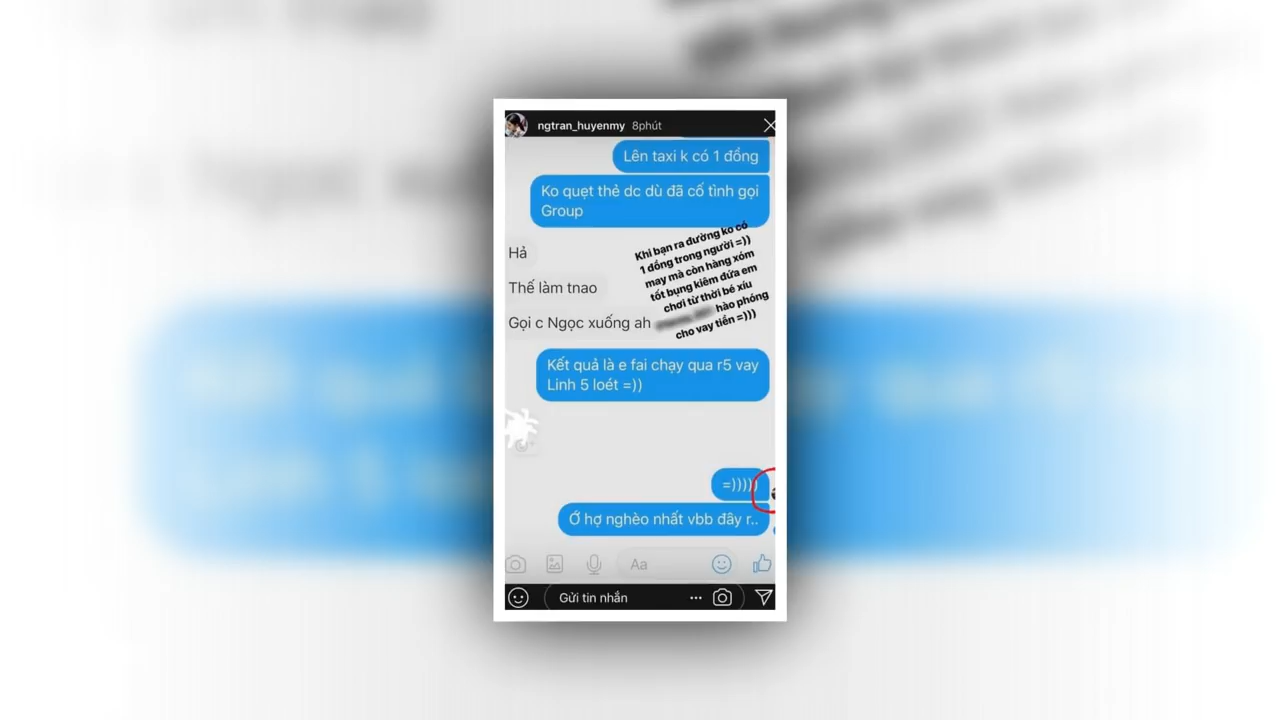 ngtran_huyenmy 8phút
Lên taxi k có 1 đồng
Ko quẹt thẻ dc dù đã cố tình gọi
Group
Hả
Thế làm tnao
Gọi c Ngọc xuống ah
Khi bạn ra đường ko có
1 đồng trong người =))
may mà còn hàng xóm
tốt bụng kiêm đứa em
chơi từ thời bé xíu
hào phóng
cho vay tiền =)))
Kết quả là e fai chạy qua r5 vay
Linh 5 loét =))
=)))))
Ớ hợ nghèo nhất vbb đây r..
Aa
Gửi tin nhắn